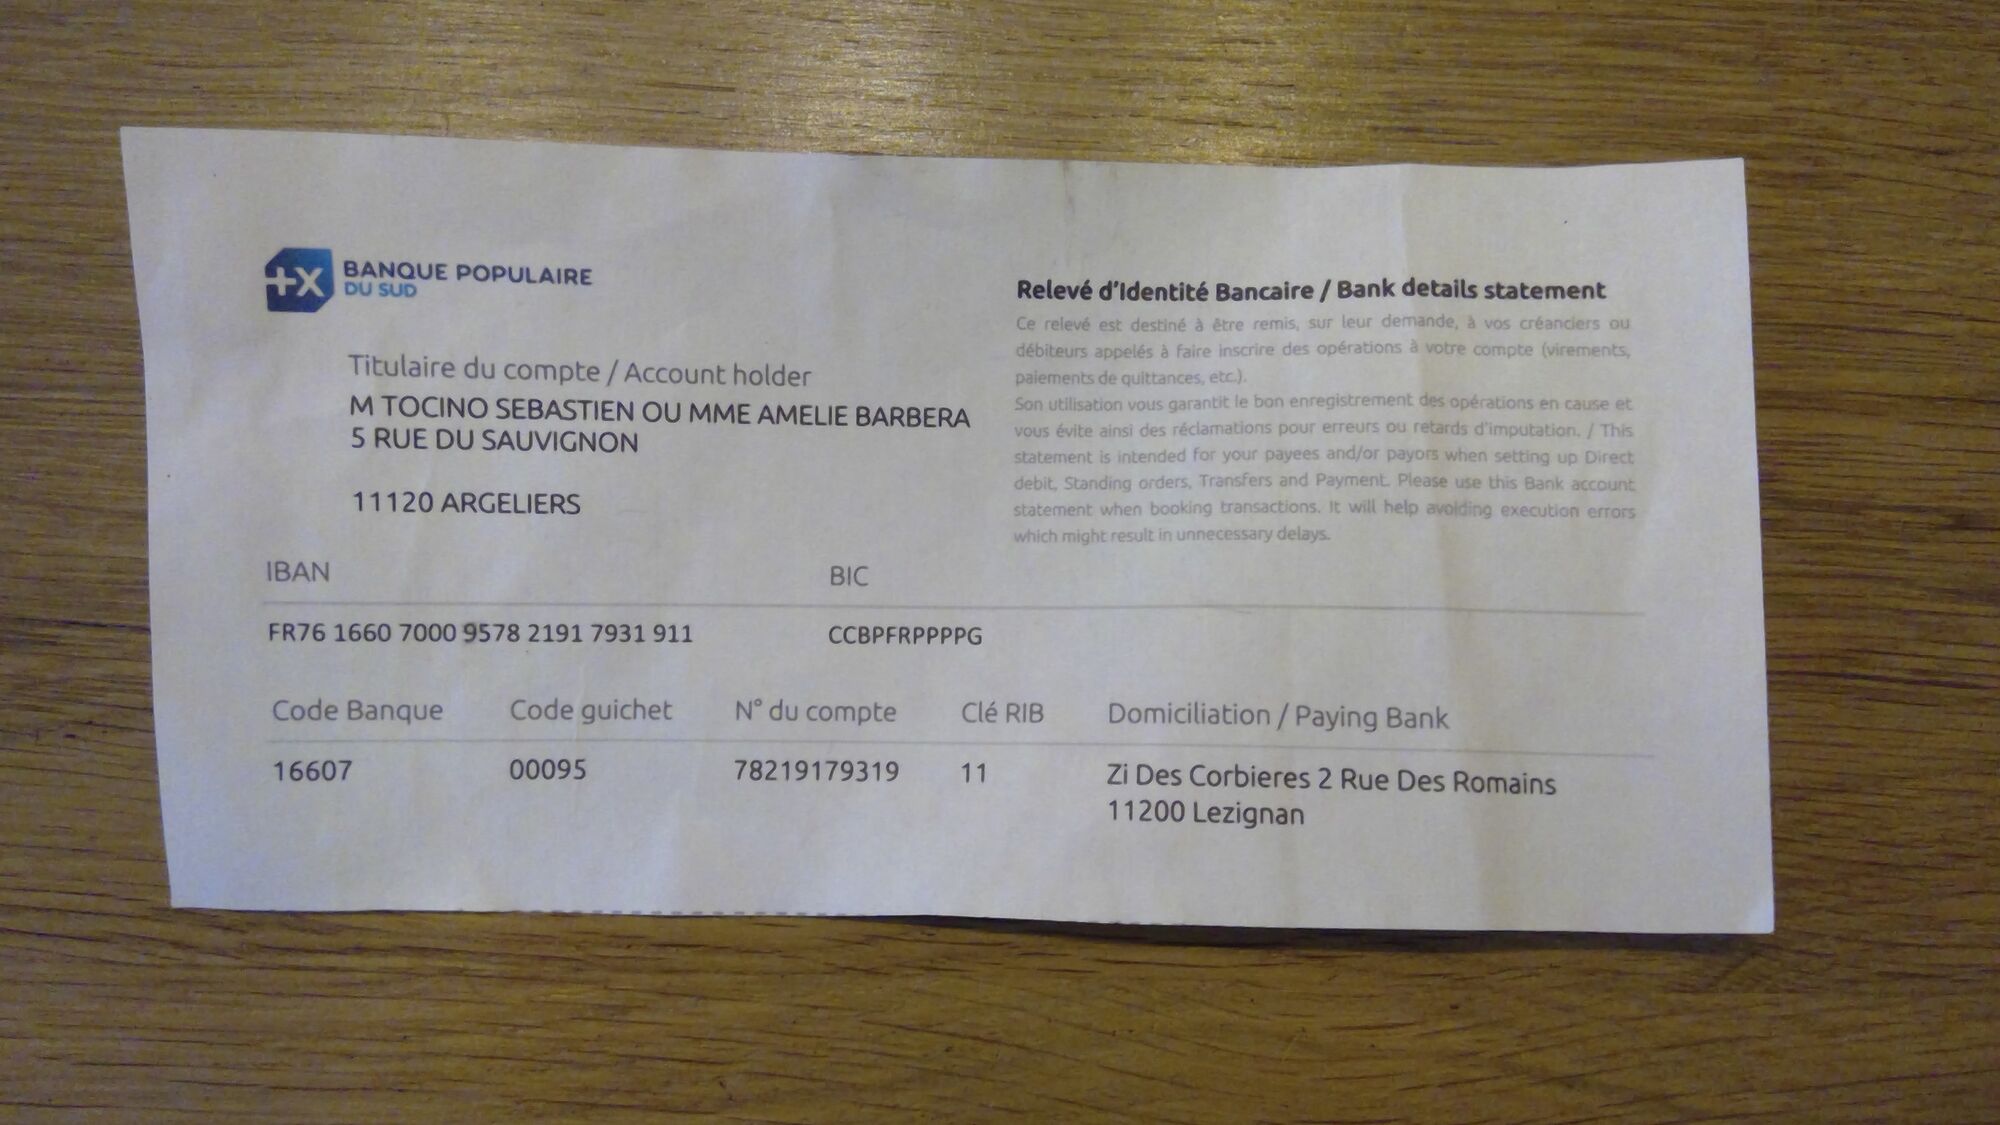 +X BANQUE POPULAIRE
DU SUD
Titulaire du compte / Account holder
M TOCINO SEBASTIEN OU MME AMELIE BARBERA
5 RUE DU SAUVIGNON
11120 ARGELIERS
Relevé d'Identité Bancaire / Bank details statement
Ce relevé est destiné à être remis, sur leur demande, à vos créanciers ou
débiteurs appelés à faire inscrire des opérations à votre compte (virements,
paiements de quittances, etc.).
Son utilisation vous garantit le bon enregistrement des opérations en cause et
vous évite ainsi des réclamations pour erreurs ou retards d'imputation. / This
statement is intended for your payees and/or payors when setting up Direct
debit, Standing orders, Transfers and Payment. Please use this Bank account
statement when booking transactions. It will help avoiding execution errors
which might result in unnecessary delays.
IBAN BIC
FR76 1660 7000 9578 2191 7931 911 CCBPFRPPPPG
Code Banque Code guichet N° du compte Clé RIB Domiciliation / Paying Bank
16607 00095 78219179319 11 Zi Des Corbieres 2 Rue Des Romains
11200 Lezignan